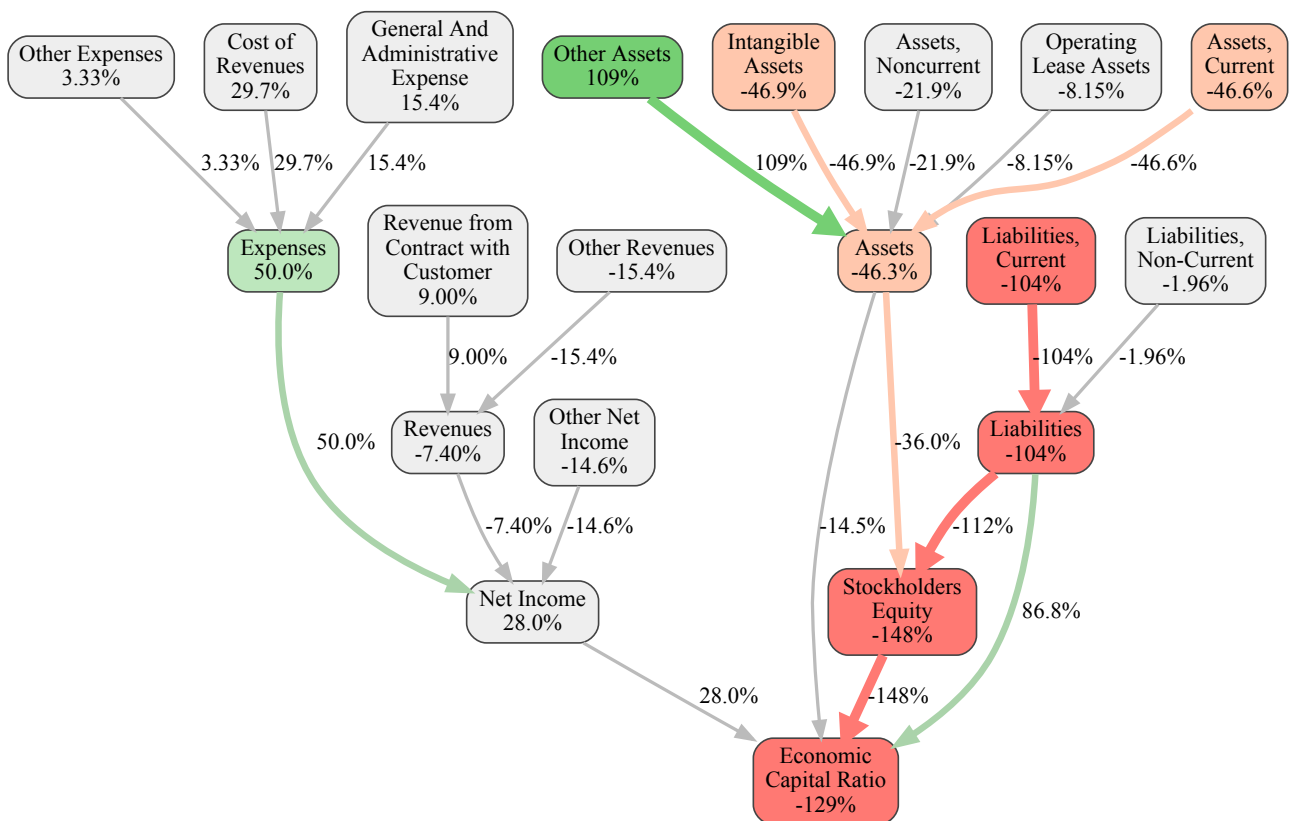 Other Expenses
3.33%
Cost of
Revenues
29.7%
General And
Administrative
Expense
15.4%
Other Assets
109%
Intangible
Assets
-46.9%
Assets,
Noncurrent
-21.9%
Operating
Lease Assets
-8.15%
Assets,
Current
-46.6%
3.33%
29.7%
15.4%
109%
-46.9%
-21.9%
-8.15%
-46.6%
Expenses
50.0%
Revenue from
Contract with
Customer
9.00%
Other Revenues
-15.4%
Assets
-46.3%
Liabilities,
Current
-104%
Liabilities,
Non-Current
-1.96%
9.00%
-15.4%
-104%
-1.96%
50.0%
Revenues
-7.40%
Other Net
Income
-14.6%
-36.0%
Liabilities
-104%
-7.40%
-14.6%
-14.5%
-112%
Net Income
28.0%
Stockholders
Equity
-148%
86.8%
28.0%
-148%
Economic
Capital Ratio
-129%